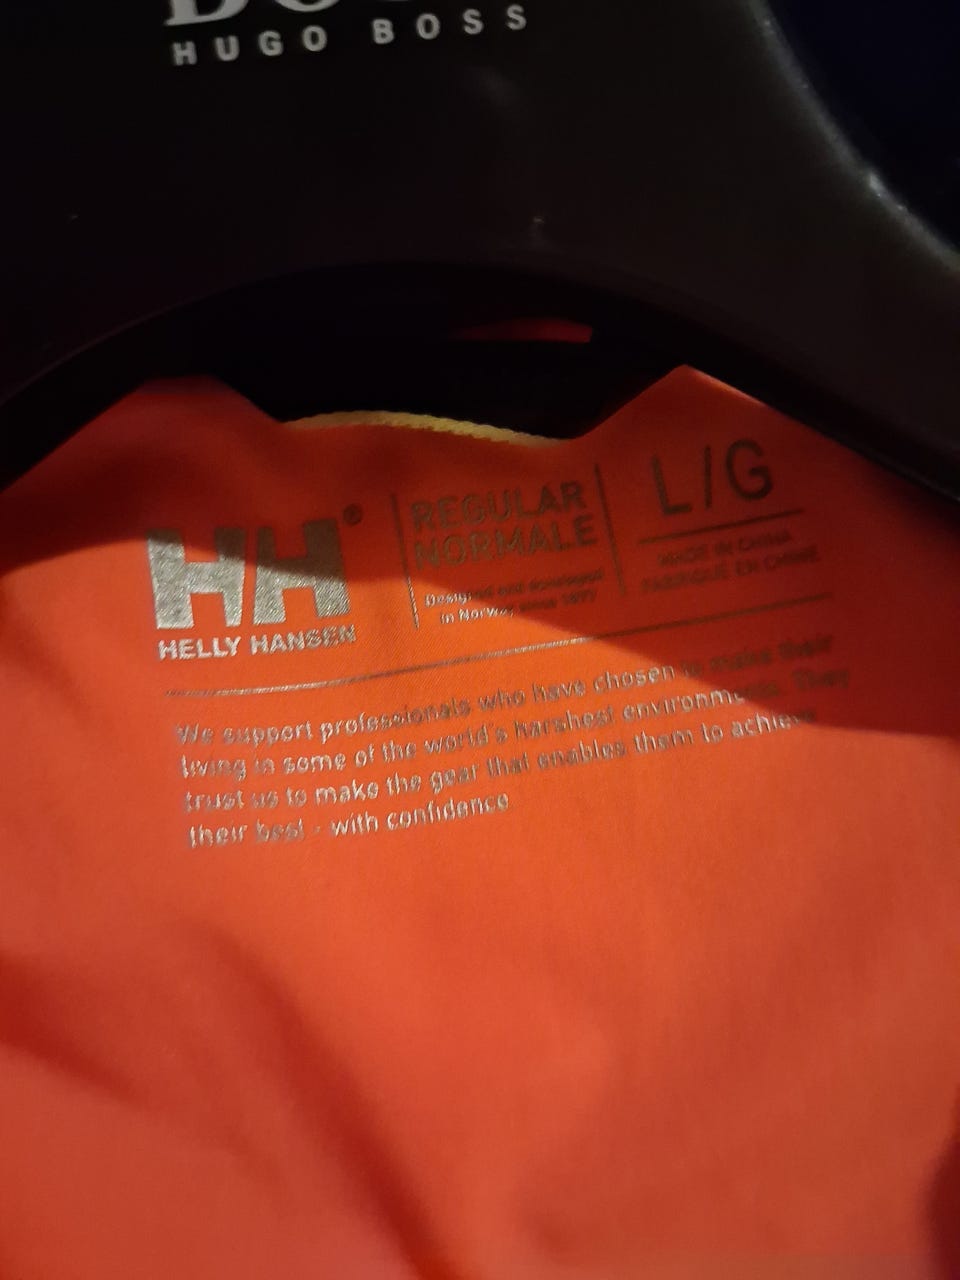 HUGO BOSS
HH®
HELLY HANSEN
REGULAR
NORMALE
Designed and developed
in Norway since 1877
L/G
MADE IN CHINA
FABRIQUÉ EN CHINE
We support professionals who have chosen to make their
living in some of the world's harshest environments. They
trust us to make the gear that enables them to achieve
their best - with confidence